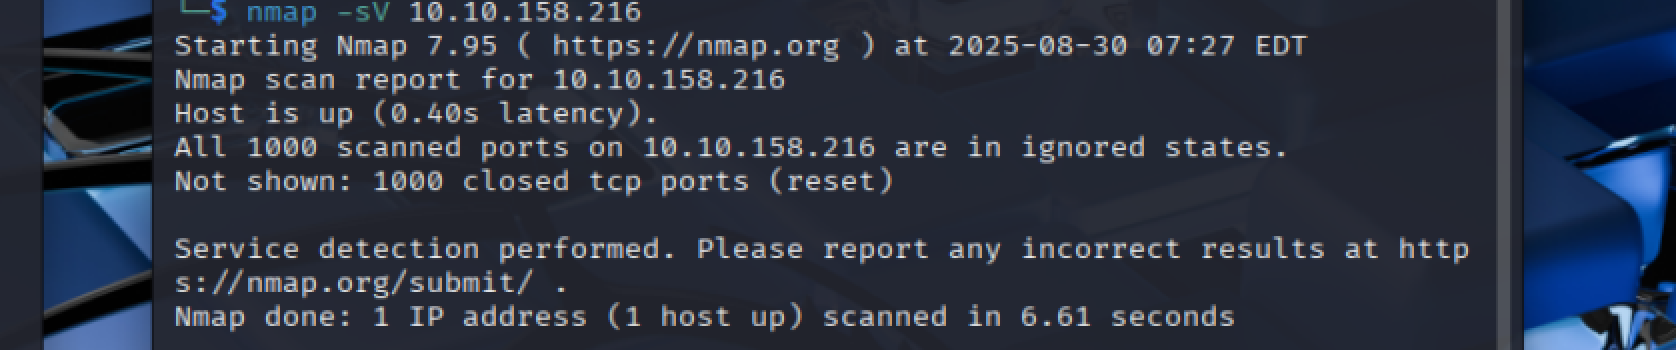 └─$ nmap -sV 10.10.158.216
Starting Nmap 7.95 ( https://nmap.org ) at 2025-08-30 07:27 EDT
Nmap scan report for 10.10.158.216
Host is up (0.40s latency).
All 1000 scanned ports on 10.10.158.216 are in ignored states.
Not shown: 1000 closed tcp ports (reset)
Service detection performed. Please report any incorrect results at http
s://nmap.org/submit/ .
Nmap done: 1 IP address (1 host up) scanned in 6.61 seconds